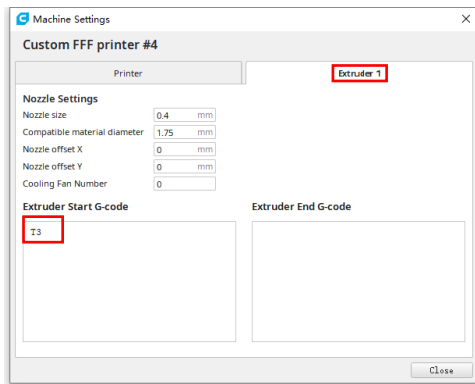 Machine Settings
Custom FFF printer #4
Printer
Extruder 1
Nozzle Settings
Nozzle size 0.4 mm
Compatible material diameter 1.75 mm
Nozzle offset X 0 mm
Nozzle offset Y 0 mm
Cooling Fan Number 0
Extruder Start G-code
Extruder End G-code
T3
Close